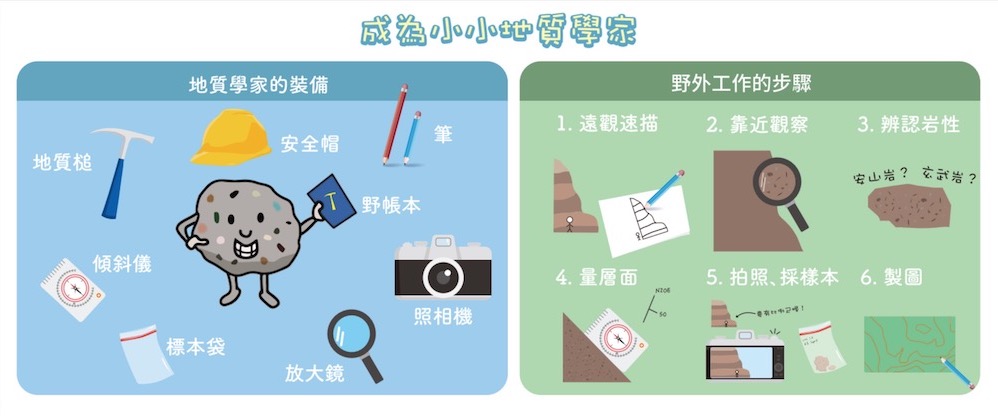 成為小小地質學家
地質學家的裝備
地質槌
安全帽
筆
野帳本
傾斜儀
照相機
標本袋
放大鏡
野外工作的步驟
1. 遠觀速描
2. 靠近觀察
3. 辨認岩性
安山岩? 玄武岩?
4. 量層面
N10E
50
5. 拍照、採樣本
要有比例尺喔!
6. 製圖